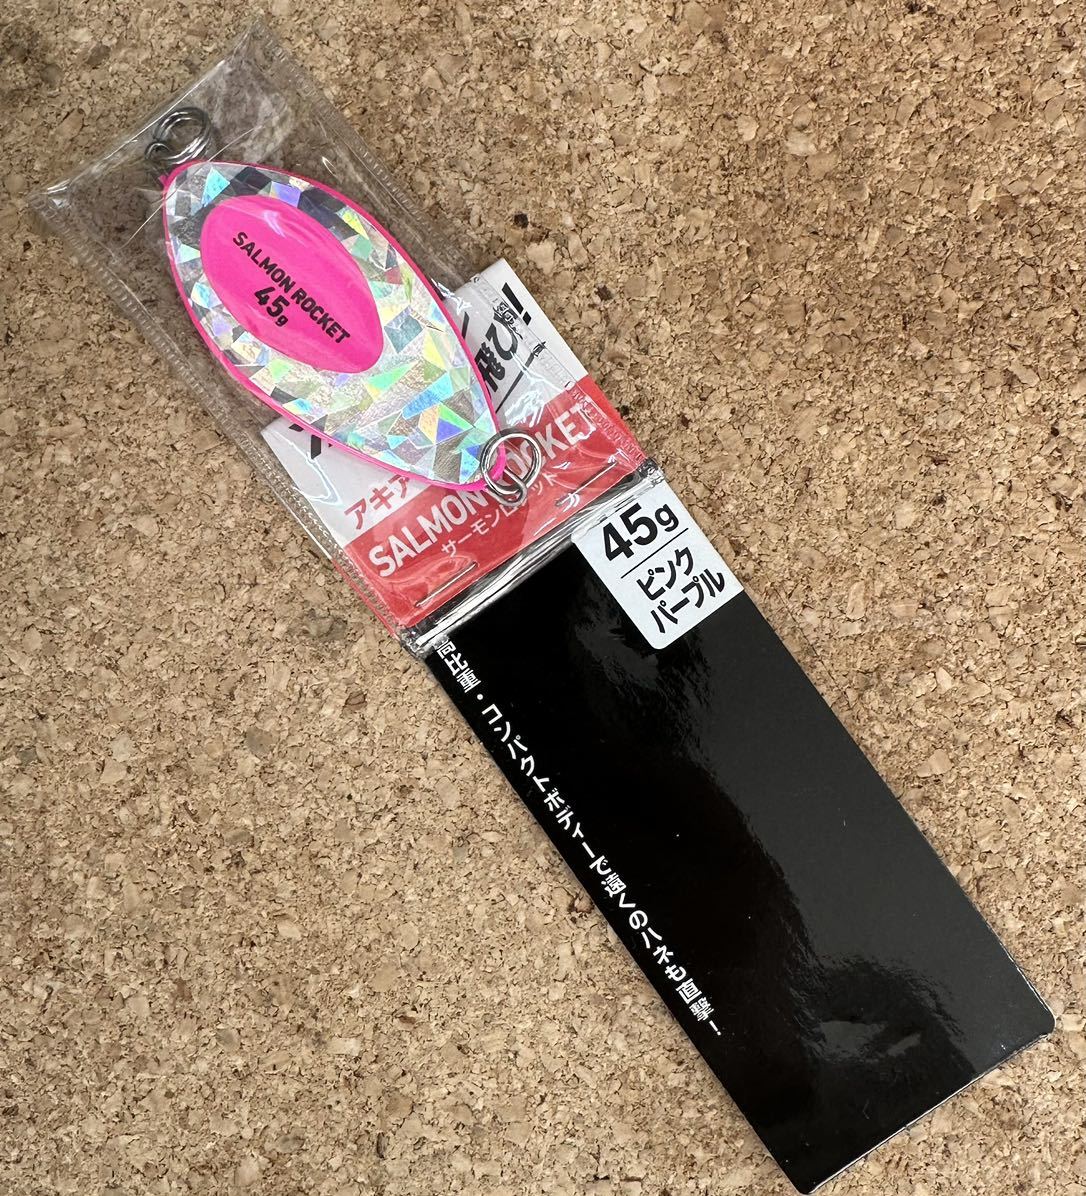 SALMON ROCKET
45g
飛び
!!
アキア
SALMON ROCKET
サーモンロケット
45g
ピンク
パープル
高比重・コンパクトボディーで遠くのハネも直撃！